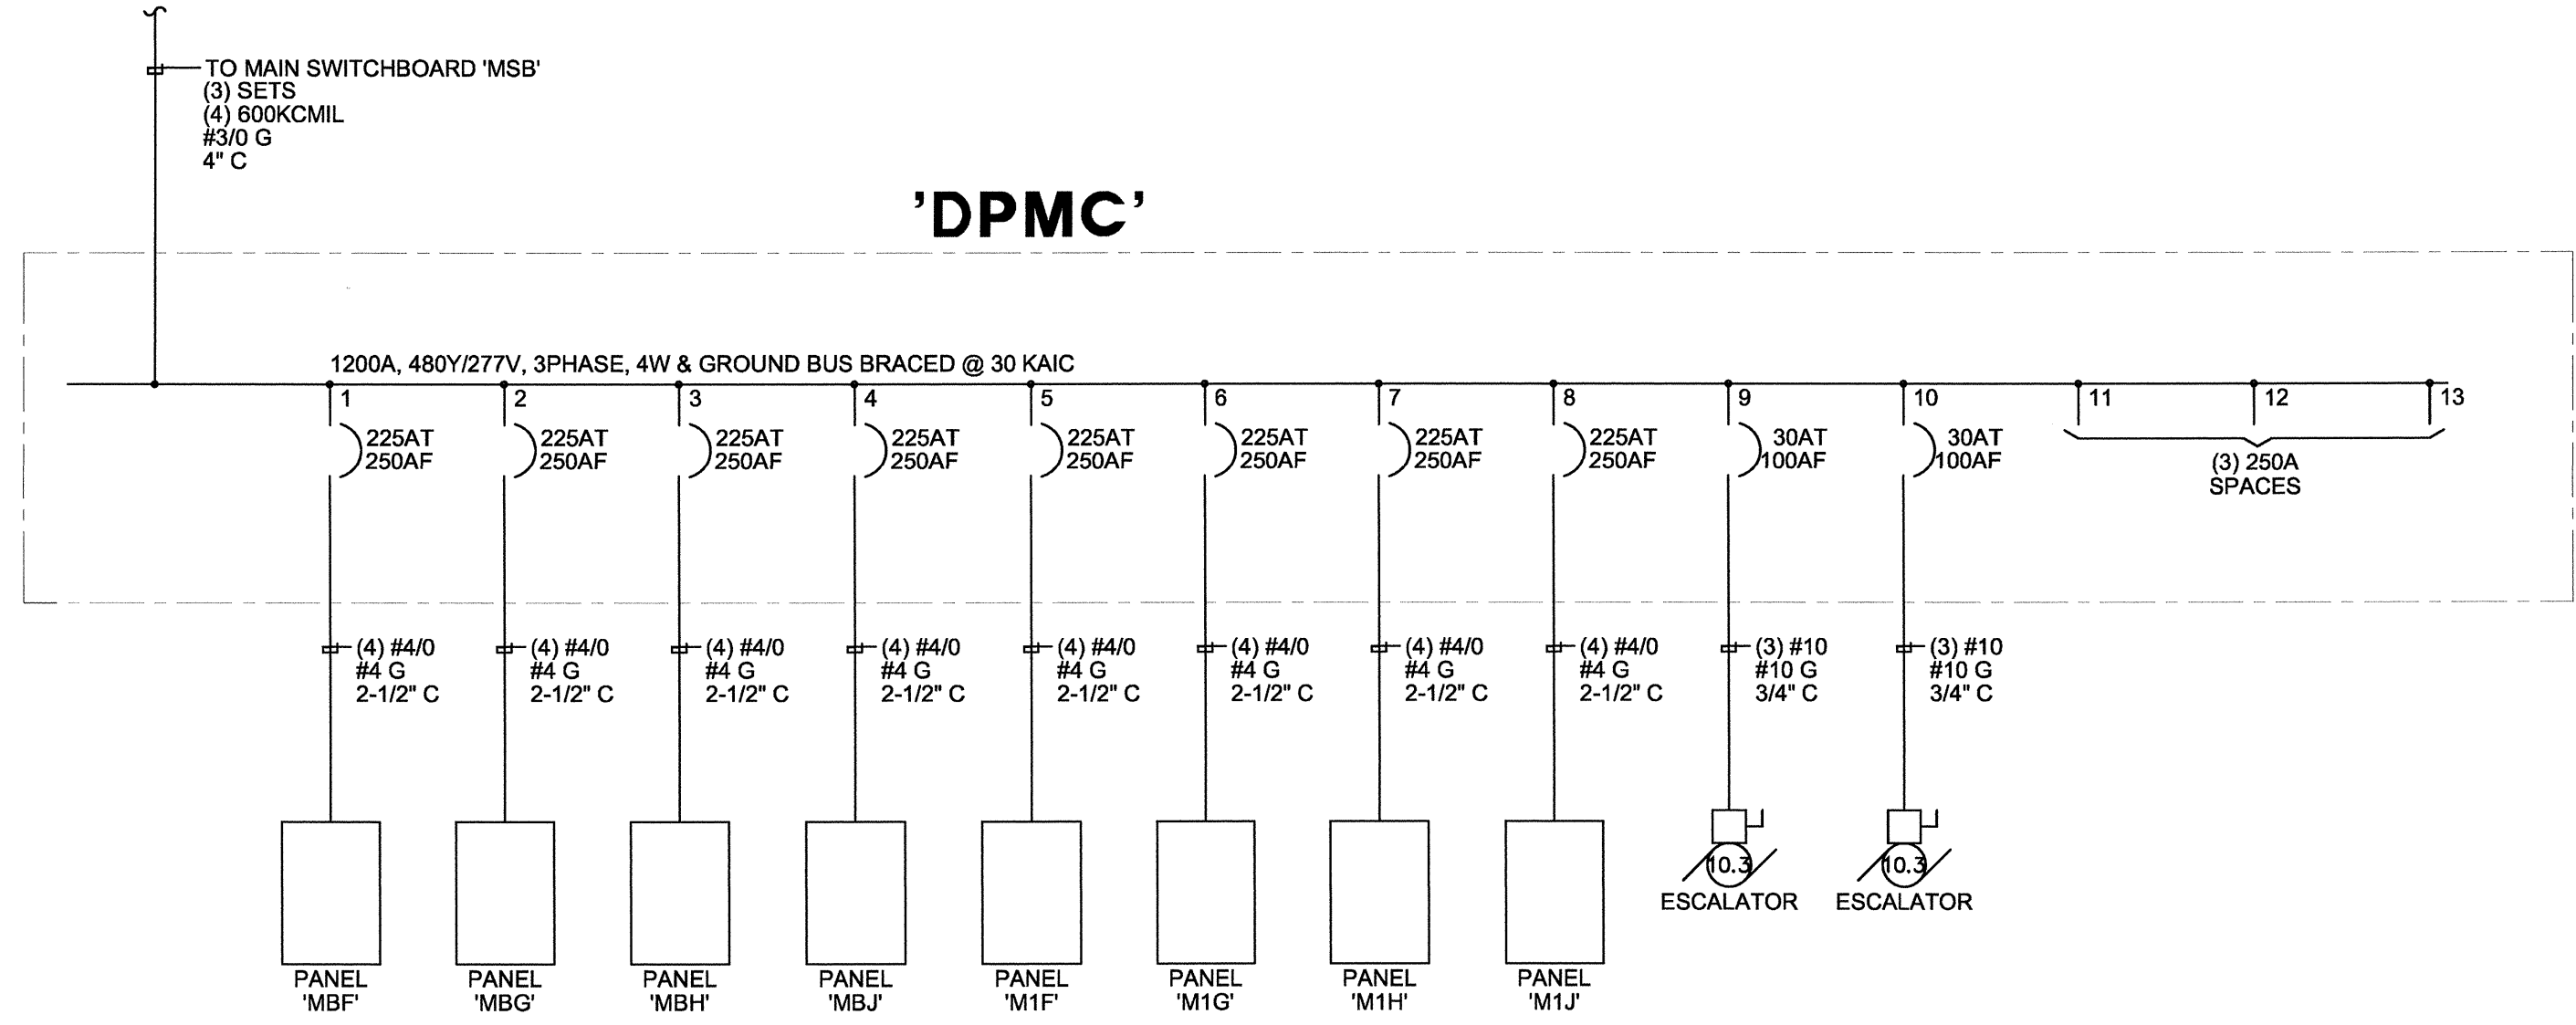 TO MAIN SWITCHBOARD 'MSB'
(3) SETS
(4) 600KCMIL
#3/0 G
4" C
'DPMC'
1200A, 480Y/277V, 3PHASE, 4W & GROUND BUS BRACED @ 30 KAIC
1 2 3 4 5 6 7 8 9 10 11 12 13
225AT 225AT 225AT 225AT 225AT 225AT 225AT 225AT 30AT 30AT
250AF 250AF 250AF 250AF 250AF 250AF 250AF 250AF 100AF 100AF
(3) 250A
SPACES
(4) #4/0 (4) #4/0 (4) #4/0 (4) #4/0 (4) #4/0 (4) #4/0 (4) #4/0 (4) #4/0 (3) #10 (3) #10
#4 G #4 G #4 G #4 G #4 G #4 G #4 G #4 G #10 G #10 G
2-1/2" C 2-1/2" C 2-1/2" C 2-1/2" C 2-1/2" C 2-1/2" C 2-1/2" C 2-1/2" C 3/4" C 3/4" C
10.3 10.3
ESCALATOR ESCALATOR
PANEL PANEL PANEL PANEL PANEL PANEL PANEL PANEL
'MBF' 'MBG' 'MBH' 'MBJ' 'M1F' 'M1G' 'M1H' 'M1J'